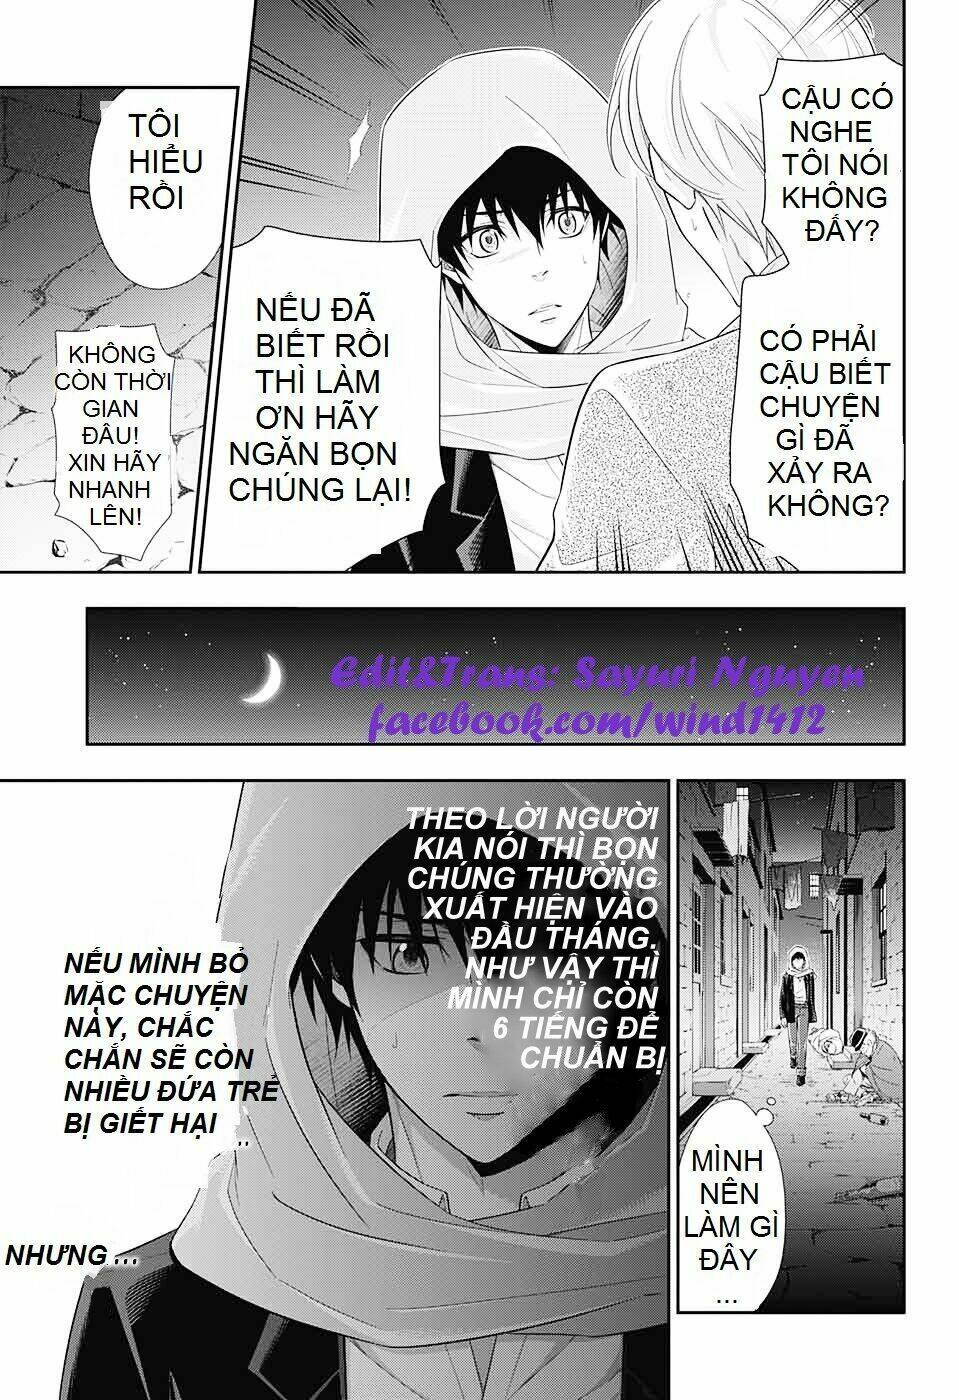 CẬU CÓ
NGHE
TÔI NÓI
KHÔNG
ĐẤY?
CÓ PHẢI
CẬU BIẾT
CHUYỆN
GÌ ĐÃ
XẢY RA
KHÔNG?
NẾU ĐÃ
BIẾT RỒI
THÌ LÀM
ƠN HÃY
NGĂN BỌN
CHÚNG LẠI!
TÔI
HIỂU
RỒI
KHÔNG
CÒN THỜI
GIAN
ĐÂU!
XIN HÃY
NHANH
LÊN!
Edit&Trans: Sayuri Nguyen
facebook.com/wind1412
MÌNH
NÊN
LÀM GÌ
ĐÂY
...
THEO LỜI NGƯỜI
KIA NÓI THÌ BỌN
CHÚNG THƯỜNG
XUẤT HIỆN VÀO
ĐẦU THÁNG.
NHƯ VẬY THÌ
MÌNH CHỈ CÒN
6 TIẾNG ĐỂ
CHUẨN BỊ
NẾU MÌNH BỎ
MẶC CHUYỆN
NÀY, CHẮC
CHẮN SẼ CÒN
NHIỀU ĐỨA TRẺ
BỊ GIẾT HẠI
..
NHƯNG ...